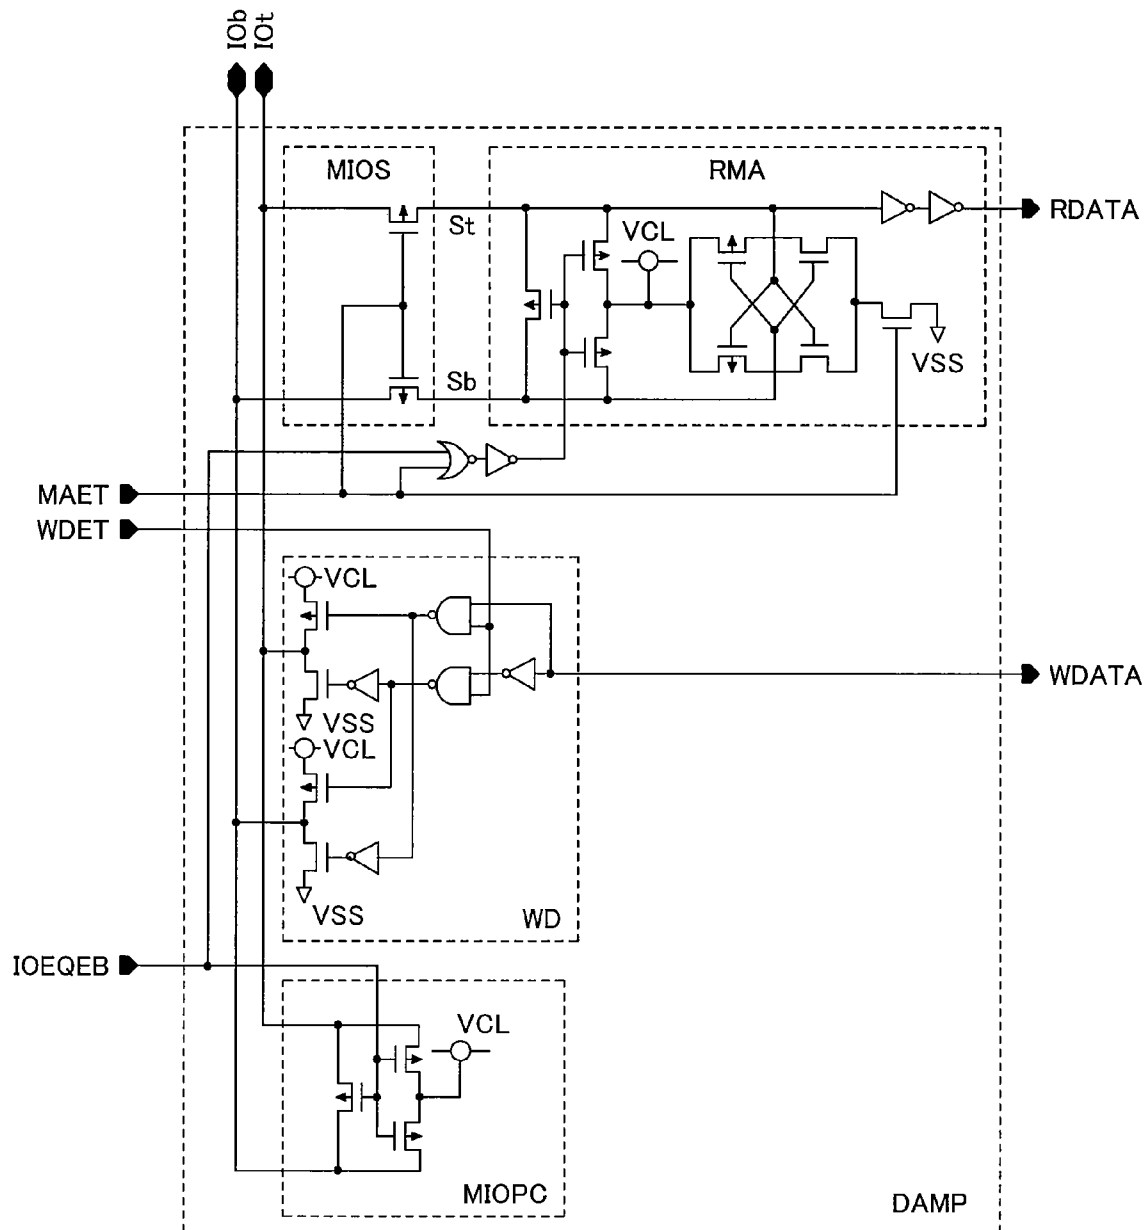 IOb
IOt
MIOS
RMA
RDATA
St
VCL
Sb
VSS
MAET
WDET
VCL
WDATA
VSS
VCL
VSS
WD
IOEQEB
VCL
MIOPC
DAMP